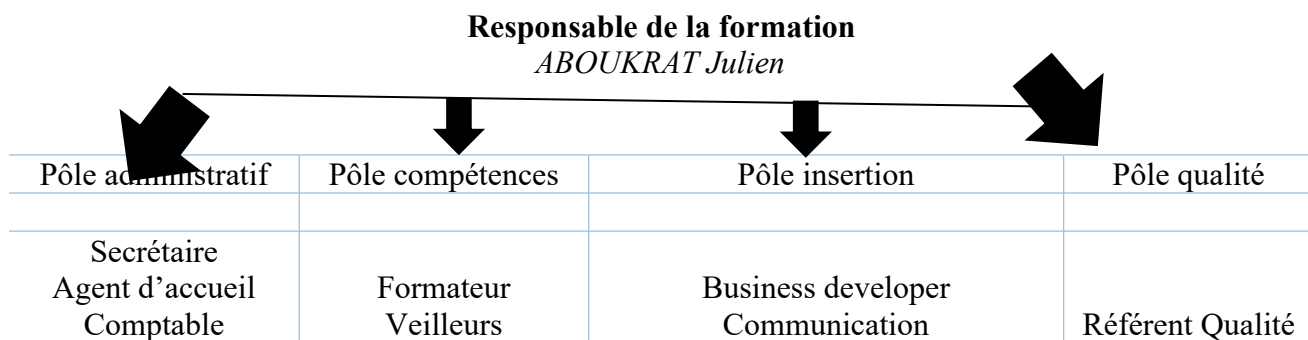 Responsable de la formation
ABOUKRAT Julien
Pôle administratif Pôle compétences Pôle insertion Pôle qualité
Secrétaire
Agent d’accueil Formateur Business developer
Comptable Veilleurs Communication Référent Qualité